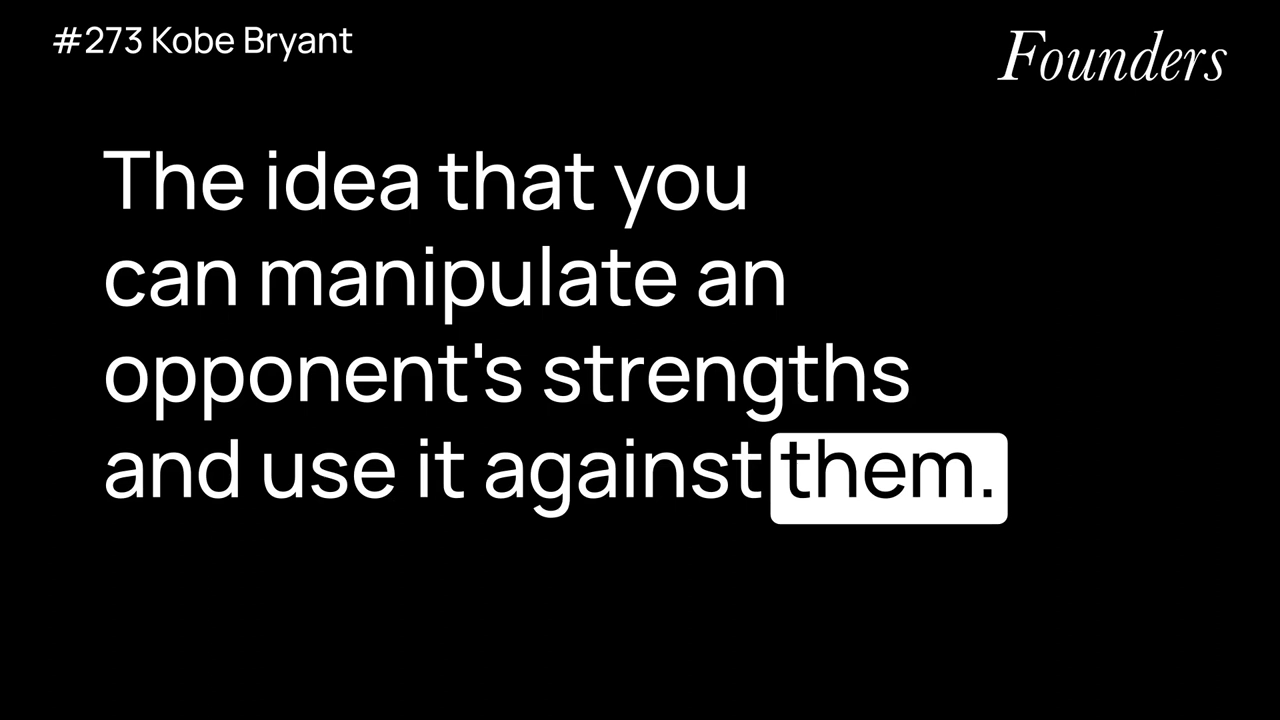 #273 Kobe Bryant
Founders
The idea that you
can manipulate an
opponent's strengths
and use it against them.